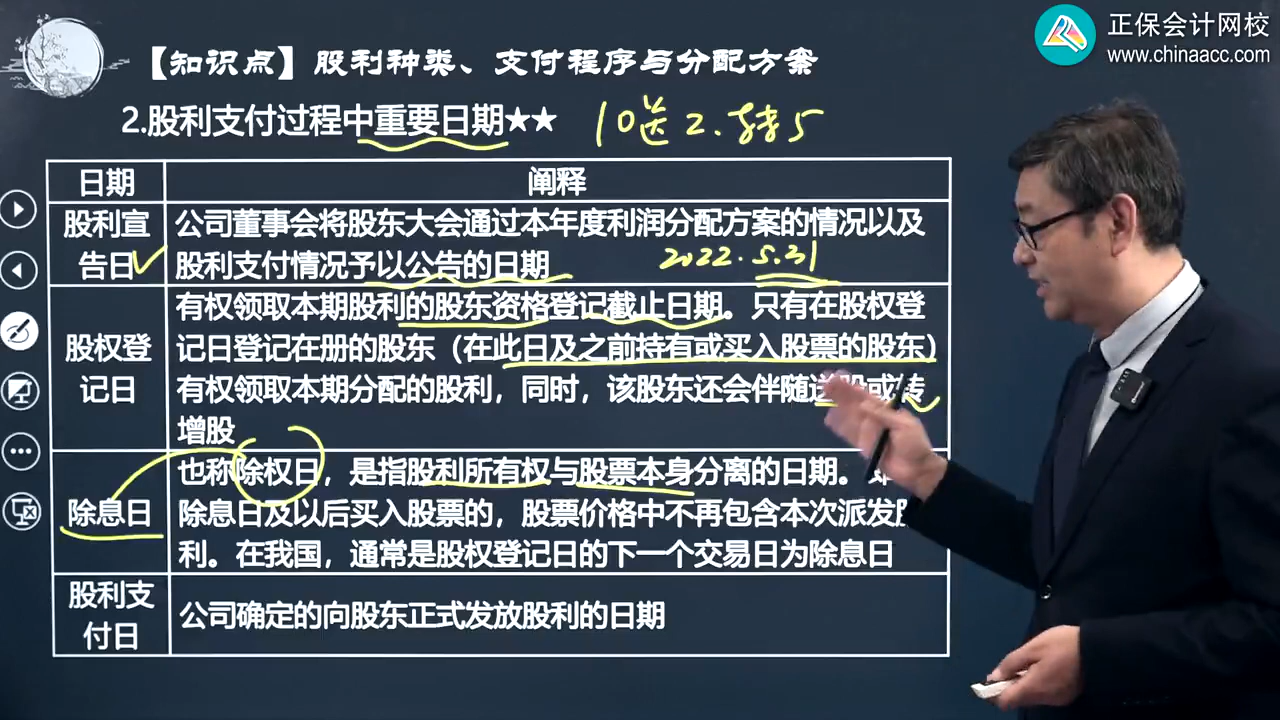 正保会计网校
www.chinaacc.com
【知识点】股利种类、支付程序与分配方案
2.股利支付过程中重要日期★★
10送2.转5
日期
阐释
股利宣
告日
公司董事会将股东大会通过本年度利润分配方案的情况以及
股利支付情况予以公告的日期
2022.5.31
股权登
记日
有权领取本期股利的股东资格登记截止日期。只有在股权登
记日登记在册的股东（在此日及之前持有或买入股票的股东）
有权领取本期分配的股利，同时，该股东还会伴随送股或转
增股
除息日
也称除权日，是指股利所有权与股票本身分离的日期。
除息日及以后买入股票的，股票价格中不再包含本次派发股
利。在我国，通常是股权登记日的下一个交易日为除息日
股利支
付日
公司确定的向股东正式发放股利的日期